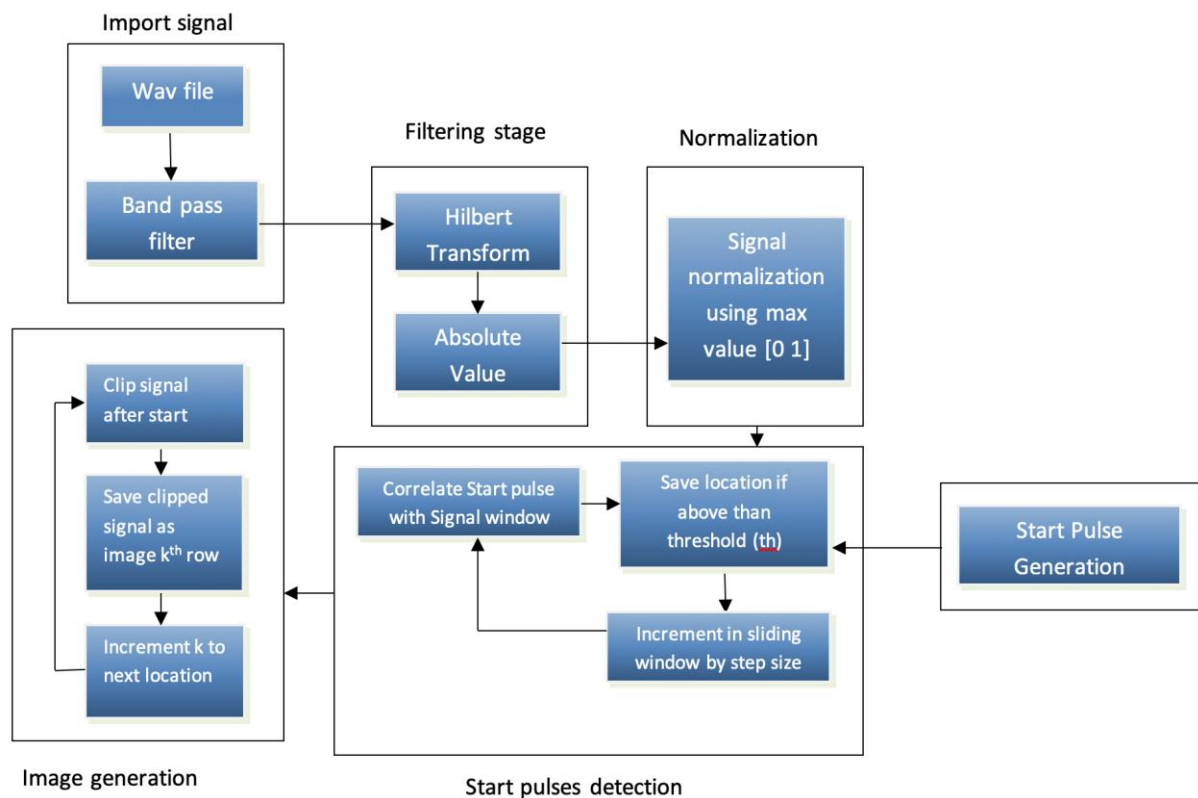 Import signal
Wav file
Band pass
filter
Filtering stage
Hilbert
Transform
Absolute
Value
Normalization
Signal
normalization
using max
value [0 1]
Start Pulse
Generation
Correlate Start pulse
with Signal window
Save location if
above than
threshold (th)
Increment in sliding
window by step size
Start pulses detection
Clip signal
after start
Save clipped
signal as
image kᵗʰ row
Increment k to
next location
Image generation